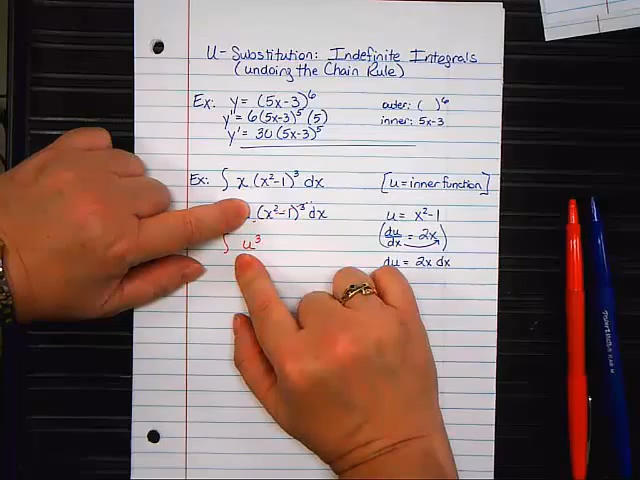 U - Substitution: Indefinite Integrals
(undoing the Chain Rule)
Ex: y = (5x-3)⁶
outer: ( )⁶
y' = 6(5x-3)⁵ (5)
inner: 5x-3
y' = 30(5x-3)⁵
Ex: ∫ x (x²-1)³ dx
[u = inner function]
(x²-1)³ dx
u = x²-1
∫ u³
(du/dx = 2x)
du = 2x dx